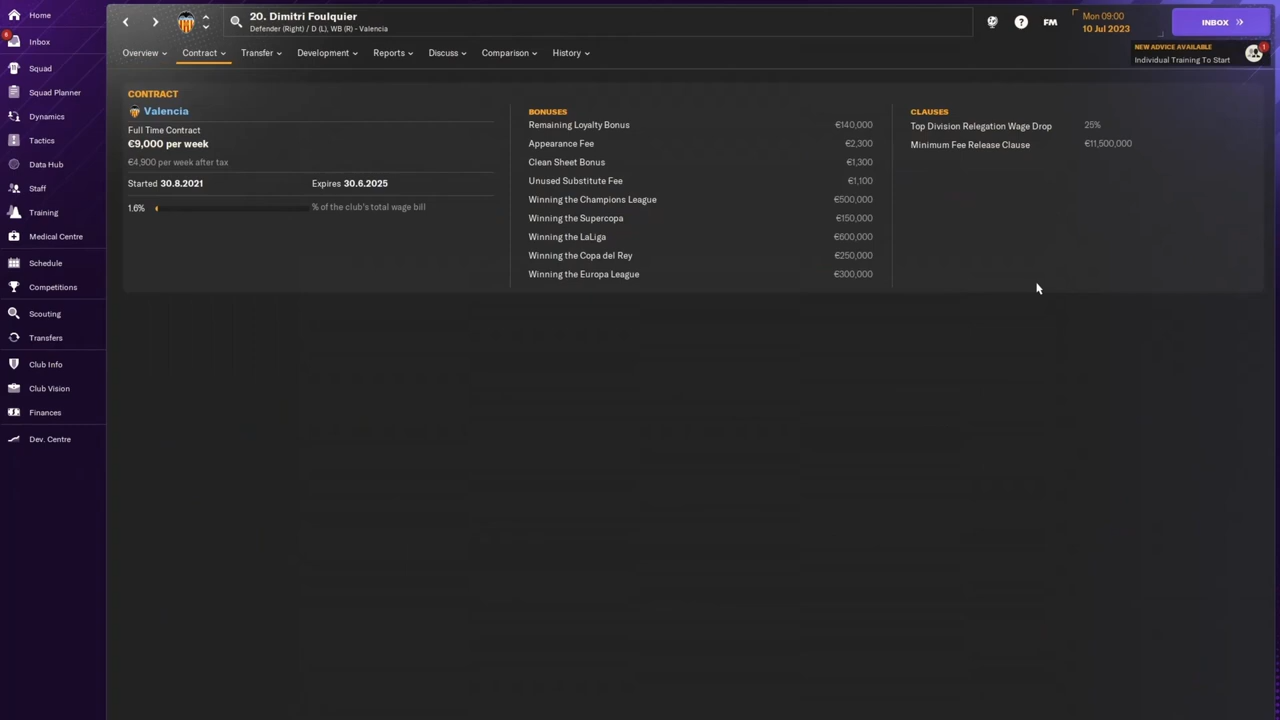 Home
6
Inbox
Squad
Squad Planner
Dynamics
Tactics
Data Hub
Staff
Training
Medical Centre
Schedule
Competitions
Scouting
Transfers
Club Info
Club Vision
Finances
Dev. Centre
20. Dimitri Foulquier
Defender (Right) / D (L), WB (R) - Valencia
?
FM
Mon 09:00
10 Jul 2023
INBOX
Overview
Contract
Transfer
Development
Reports
Discuss
Comparison
History
NEW ADVICE AVAILABLE
Individual Training To Start
1
CONTRACT
Valencia
Full Time Contract
€9,000 per week
€4,900 per week after tax
Started 30.8.2021 Expires 30.6.2025
1.6% % of the club's total wage bill
BONUSES
Remaining Loyalty Bonus €140,000
Appearance Fee €2,300
Clean Sheet Bonus €1,300
Unused Substitute Fee €1,100
Winning the Champions League €500,000
Winning the Supercopa €150,000
Winning the LaLiga €600,000
Winning the Copa del Rey €250,000
Winning the Europa League €300,000
CLAUSES
Top Division Relegation Wage Drop 25%
Minimum Fee Release Clause €11,500,000